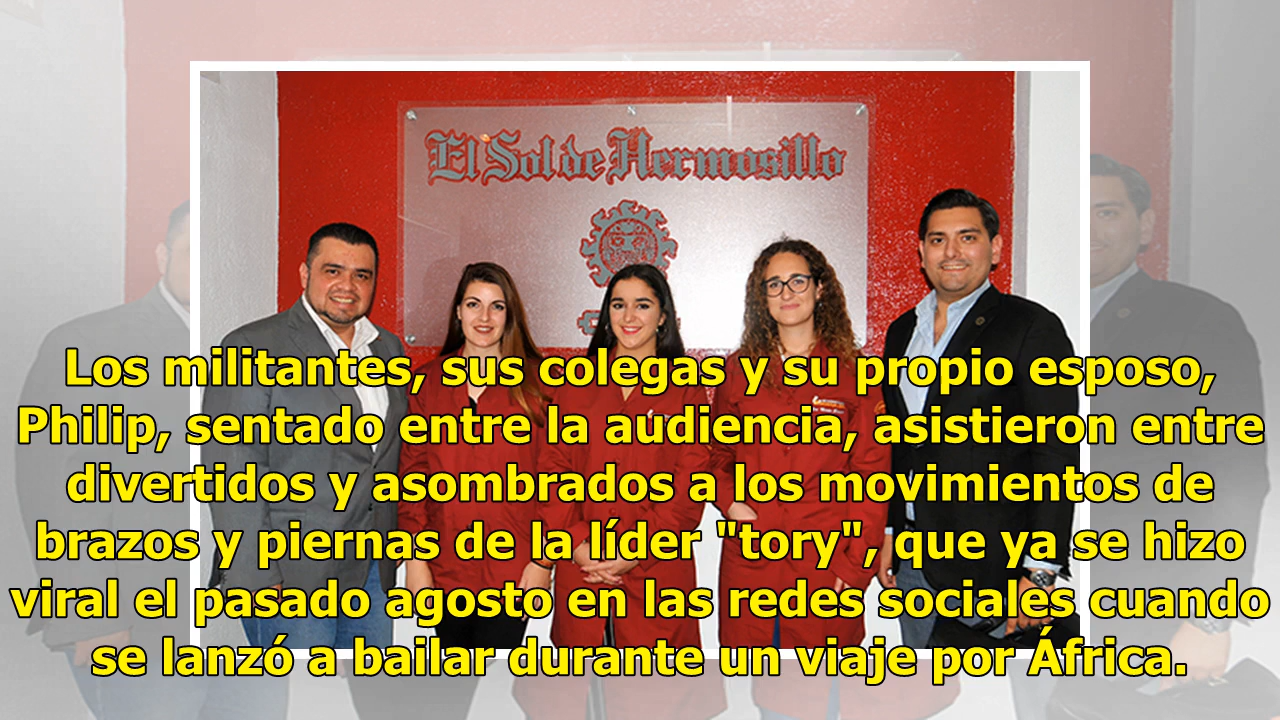 El Sol de Hermosillo
Los militantes, sus colegas y su propio esposo,
Philip, sentado entre la audiencia, asistieron entre
divertidos y asombrados a los movimientos de
brazos y piernas de la líder "tory", que ya se hizo
viral el pasado agosto en las redes sociales cuando
se lanzó a bailar durante un viaje por África.